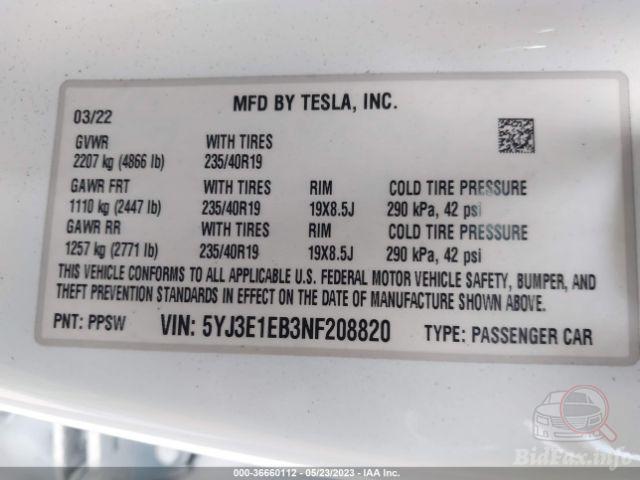 MFD BY TESLA, INC.
03/22
GVWR WITH TIRES
2207 kg (4866 lb) 235/40R19
GAWR FRT WITH TIRES RIM COLD TIRE PRESSURE
1110 kg (2447 lb) 235/40R19 19X8.5J 290 kPa, 42 psi
GAWR RR WITH TIRES RIM COLD TIRE PRESSURE
1257 kg (2771 lb) 235/40R19 19X8.5J 290 kPa, 42 psi
THIS VEHICLE CONFORMS TO ALL APPLICABLE U.S. FEDERAL MOTOR VEHICLE SAFETY, BUMPER, AND
THEFT PREVENTION STANDARDS IN EFFECT ON THE DATE OF MANUFACTURE SHOWN ABOVE.
PNT: PPSW VIN: 5YJ3E1EB3NF208820 TYPE: PASSENGER CAR
BidFax.info
000-36660112 - 05/23/2023 - IAA Inc.